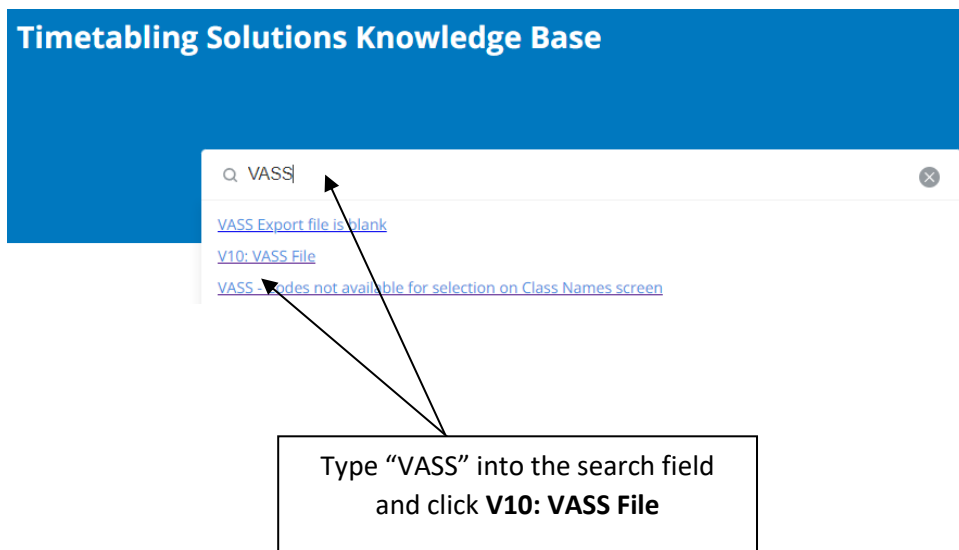 Timetabling Solutions Knowledge Base
VASS
VASS Export file is blank
V10: VASS File
VASS - Codes not available for selection on Class Names screen
Type “VASS” into the search field
and click V10: VASS File